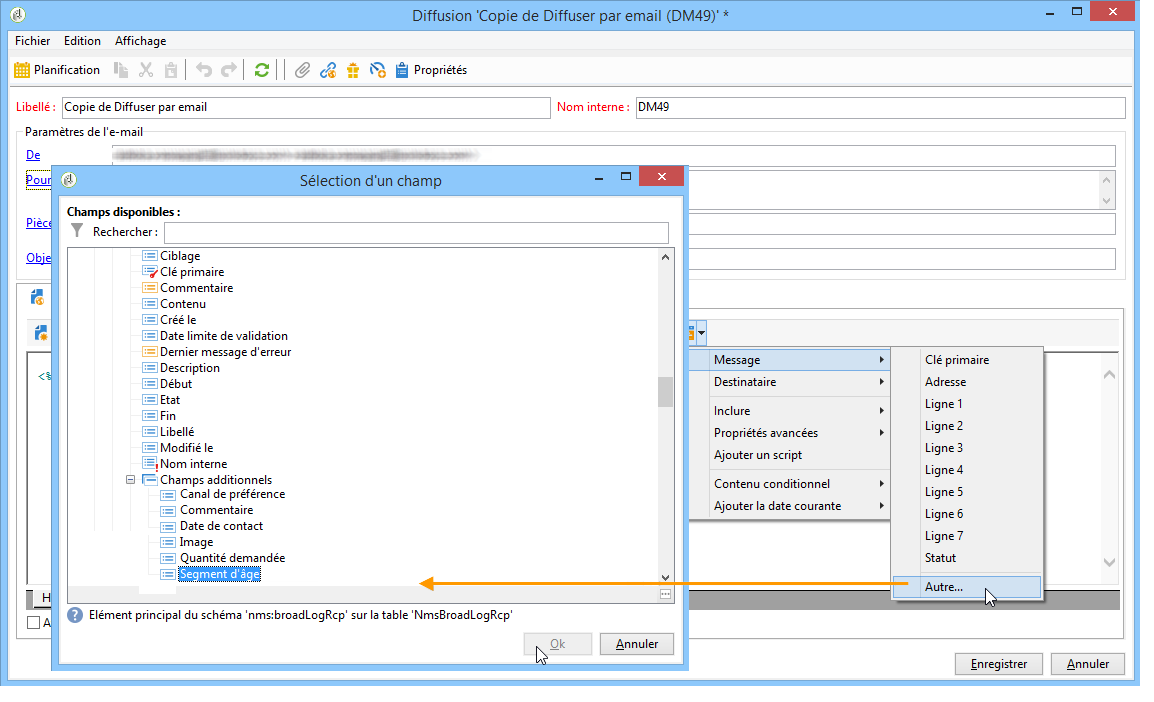 Diffusion 'Copie de Diffuser par email (DM49)' *
Fichier Edition Affichage
Planification Propriétés
Libellé : Copie de Diffuser par email Nom interne : DM49
Paramètres de l'e-mail
De
Pour
Pièce
Obje
Sélection d'un champ
Champs disponibles :
Rechercher :
Ciblage
Clé primaire
Commentaire
Contenu
Créé le
Date limite de validation
Dernier message d'erreur
Description
Début
Etat
Fin
Libellé
Modifié le
Nom interne
Champs additionnels
Canal de préférence
Commentaire
Date de contact
Image
Quantité demandée
Segment d'âge
Elément principal du schéma 'nms:broadLogRcp' sur la table 'NmsBroadLogRcp'
Ok Annuler
<%
H
A
Message
Destinataire
Inclure
Propriétés avancées
Ajouter un script
Contenu conditionnel
Ajouter la date courante
Clé primaire
Adresse
Ligne 1
Ligne 2
Ligne 3
Ligne 4
Ligne 5
Ligne 6
Ligne 7
Statut
Autre...
Enregistrer Annuler